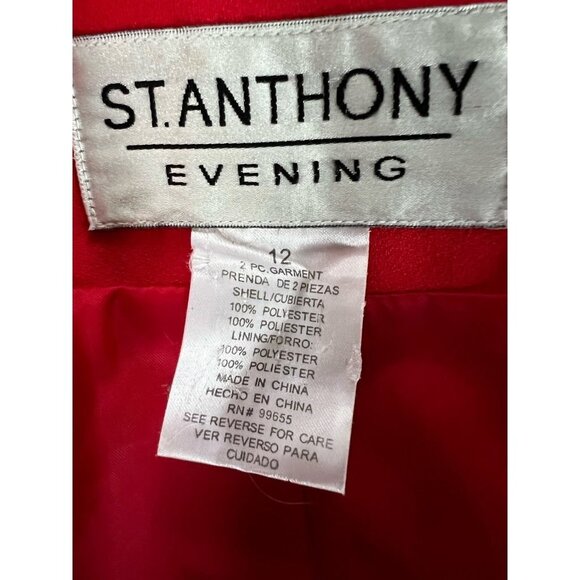 ST.ANTHONY
EVENING
12
2 PC.GARMENT
PRENDA DE 2 PIEZAS
SHELL/CUBIERTA
100% POLYESTER
100% POLIESTER
LINING/FORRO:
100% POLYESTER
100% POLIÉSTER
MADE IN CHINA
HECHO EN CHINA
RN# 99655
SEE REVERSE FOR CARE
VER REVERSO PARA
CUIDADO